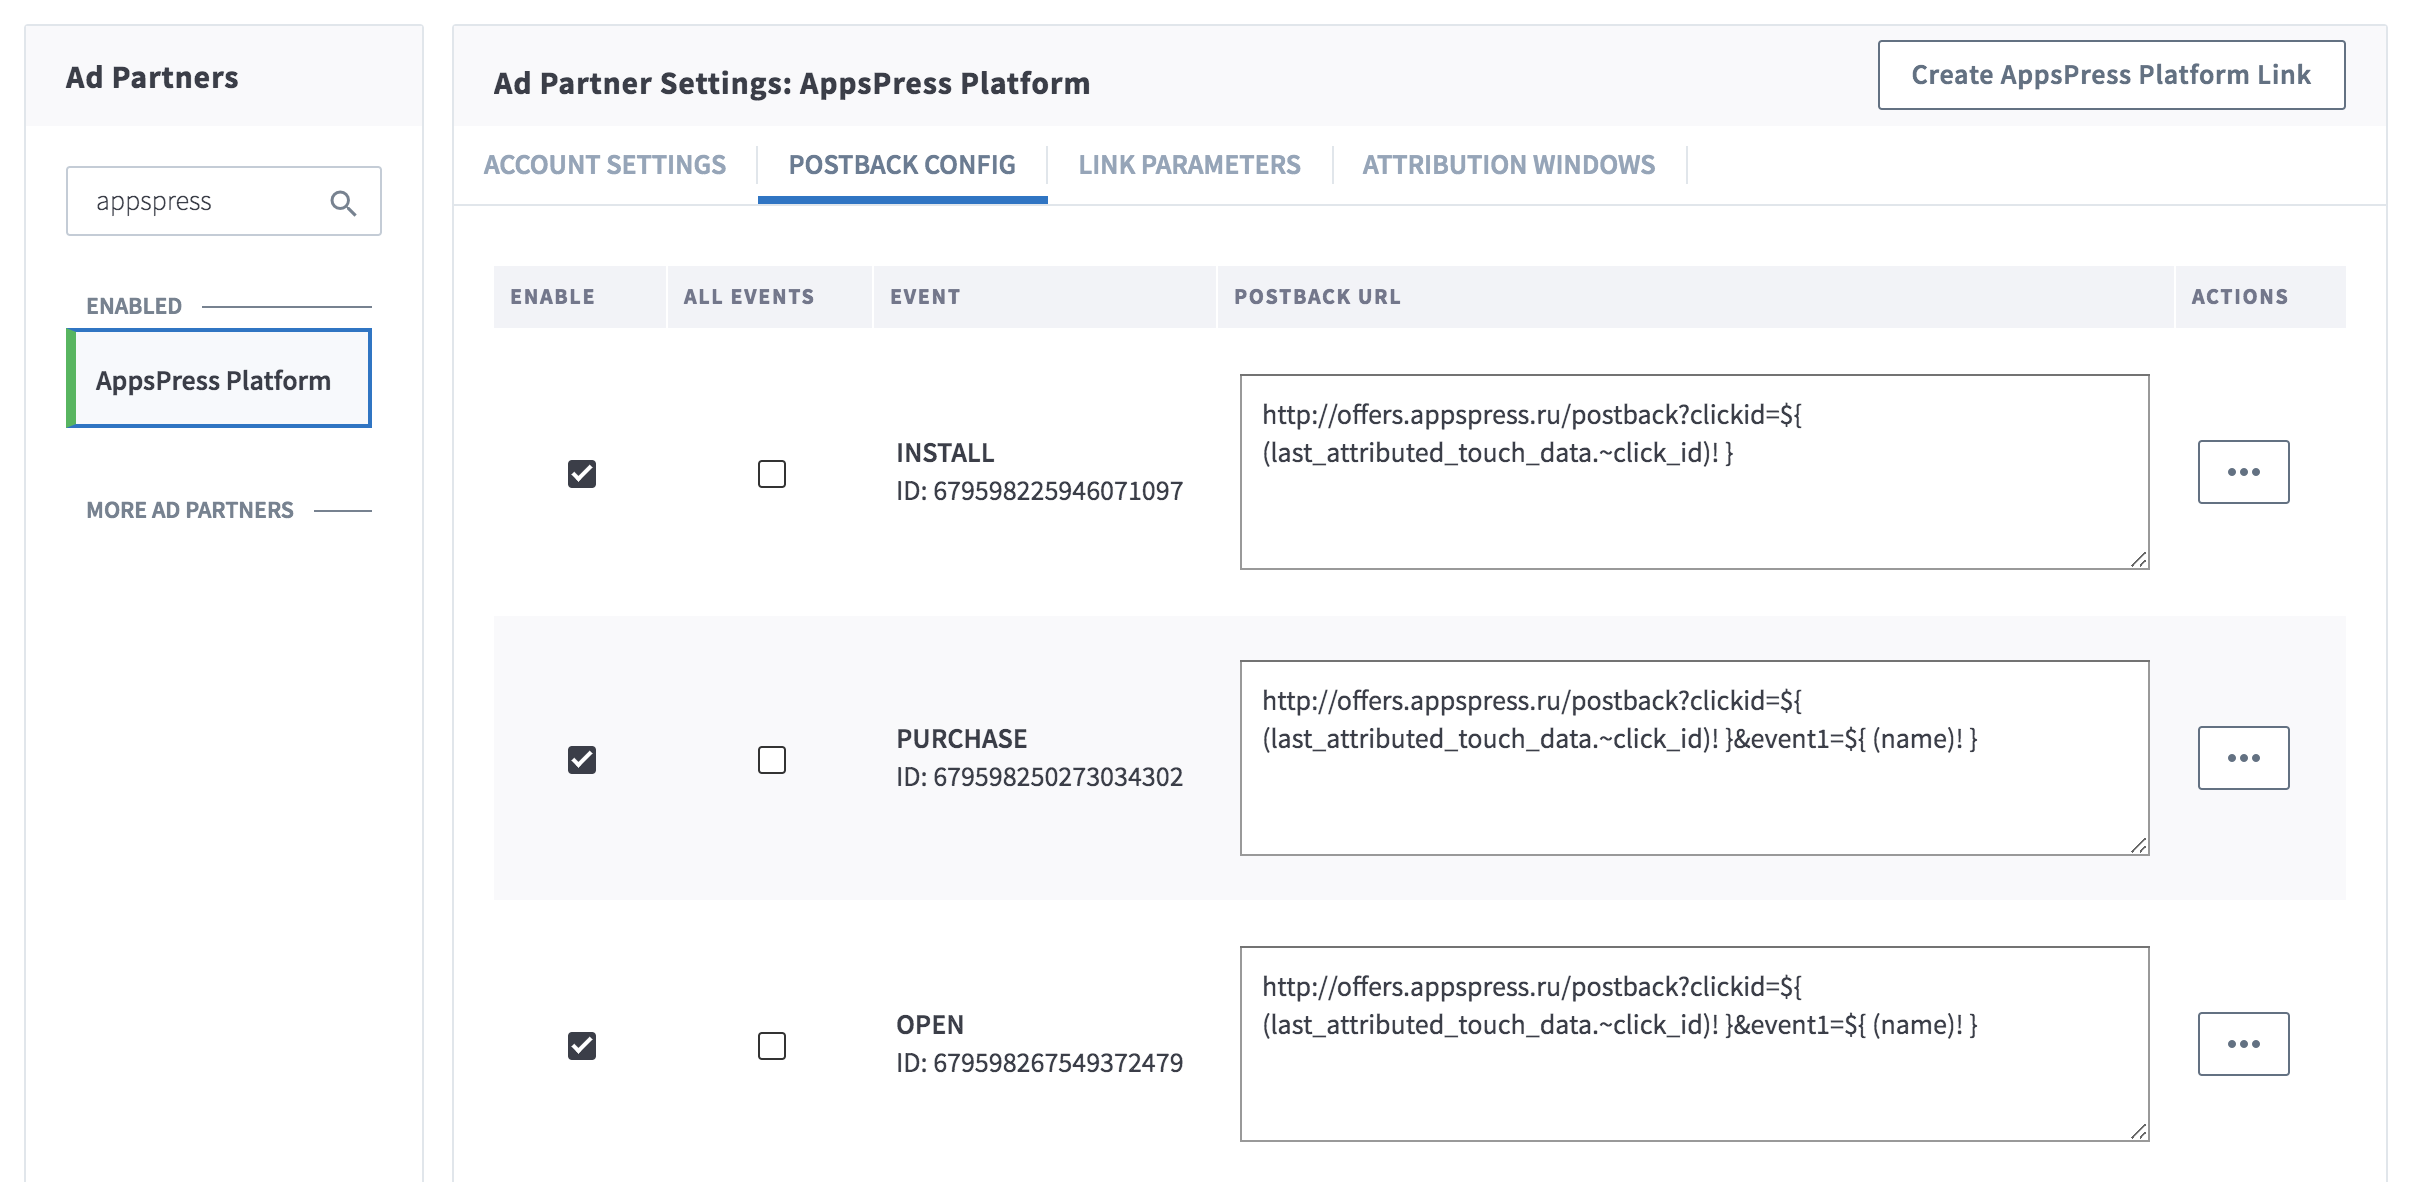 Ad Partners
appspress
ENABLED
AppsPress Platform
MORE AD PARTNERS
Ad Partner Settings: AppsPress Platform
Create AppsPress Platform Link
ACCOUNT SETTINGS
POSTBACK CONFIG
LINK PARAMETERS
ATTRIBUTION WINDOWS
ENABLE
ALL EVENTS
EVENT
POSTBACK URL
ACTIONS
INSTALL
ID: 679598225946071097
http://offers.appspress.ru/postback?clickid=${
(last_attributed_touch_data.~click_id)! }
PURCHASE
ID: 679598250273034302
http://offers.appspress.ru/postback?clickid=${
(last_attributed_touch_data.~click_id)! }&event1=${ (name)! }
OPEN
ID: 679598267549372479
http://offers.appspress.ru/postback?clickid=${
(last_attributed_touch_data.~click_id)! }&event1=${ (name)! }